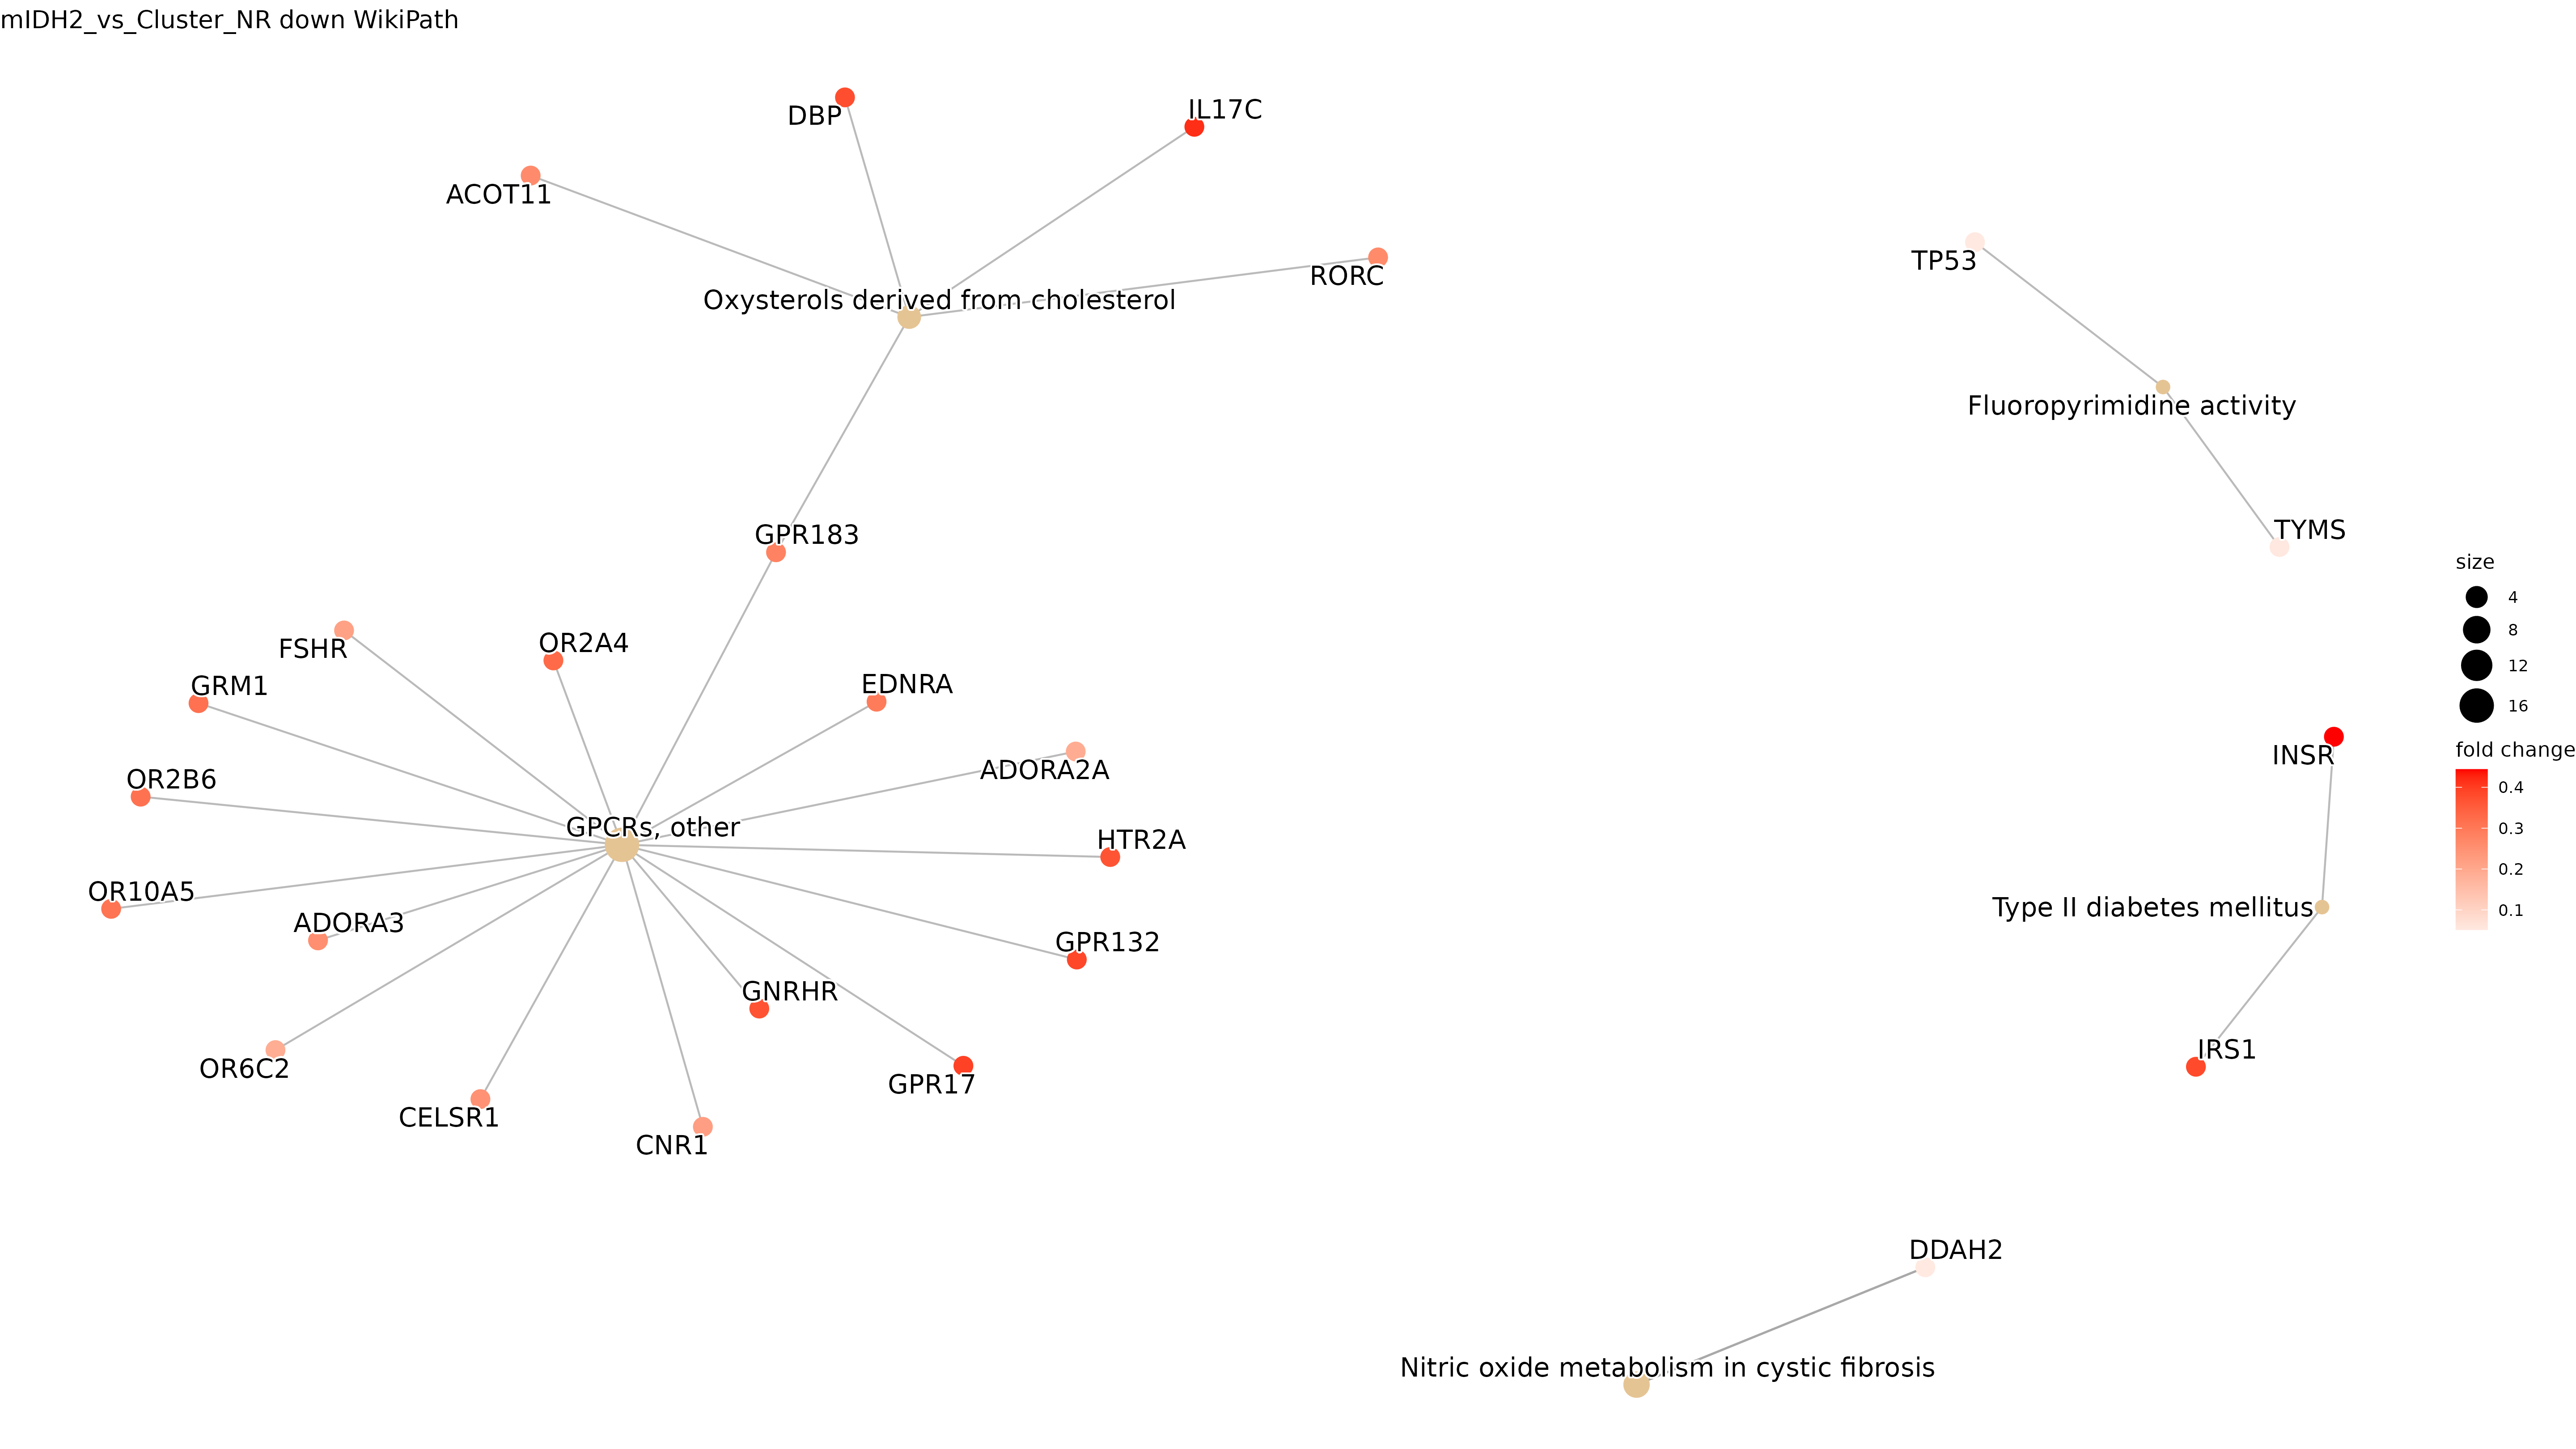 mIDH2_vs_Cluster_NR down WikiPath
DBP
IL17C
ACOT11
RORC
TP53
Oxysterols derived from cholesterol
Fluoropyrimidine activity
TYMS
GPR183
size
4
8
12
16
FSHR
OR2A4
GRM1
EDNRA
ADORA2A
INSR
fold change
0.4
0.3
0.2
0.1
OR2B6
GPCRs, other
HTR2A
OR10A5
ADORA3
Type II diabetes mellitus
GPR132
GNRHR
IRS1
OR6C2
GPR17
CELSR1
CNR1
DDAH2
Nitric oxide metabolism in cystic fibrosis